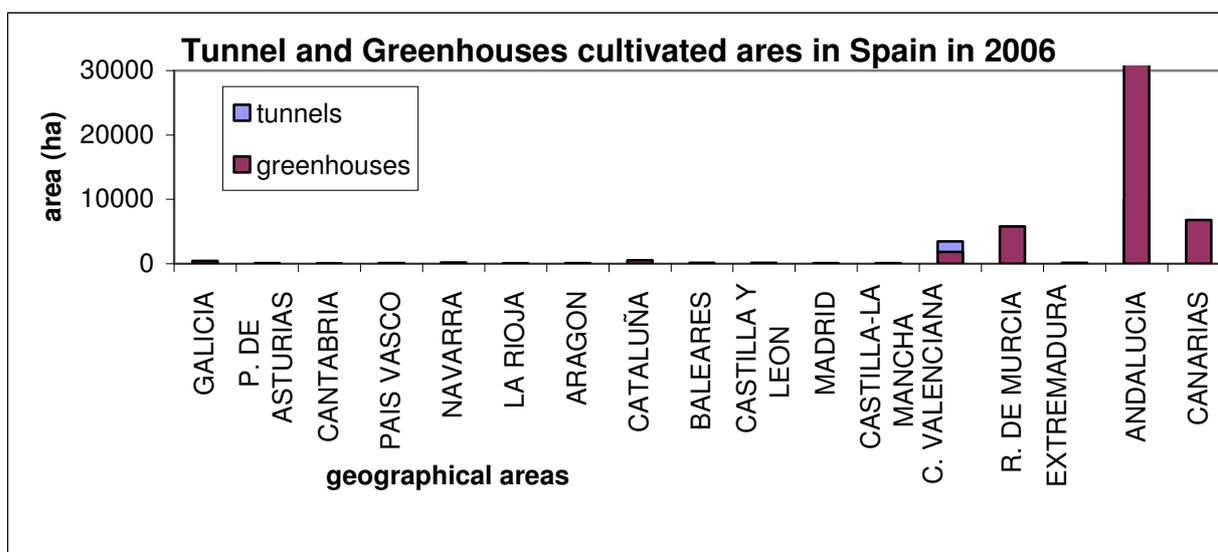 Tunnel and Greenhouses cultivated ares in Spain in 2006
30000
20000
10000
0
area (ha)
tunnels
greenhouses
GALICIA
P. DE
ASTURIAS
CANTABRIA
PAIS VASCO
NAVARRA
LA RIOJA
ARAGON
CATALUÑA
BALEARES
CASTILLA Y
LEON
MADRID
CASTILLA-LA
MANCHA
C. VALENCIANA
R. DE MURCIA
EXTREMADURA
ANDALUCIA
CANARIAS
geographical areas